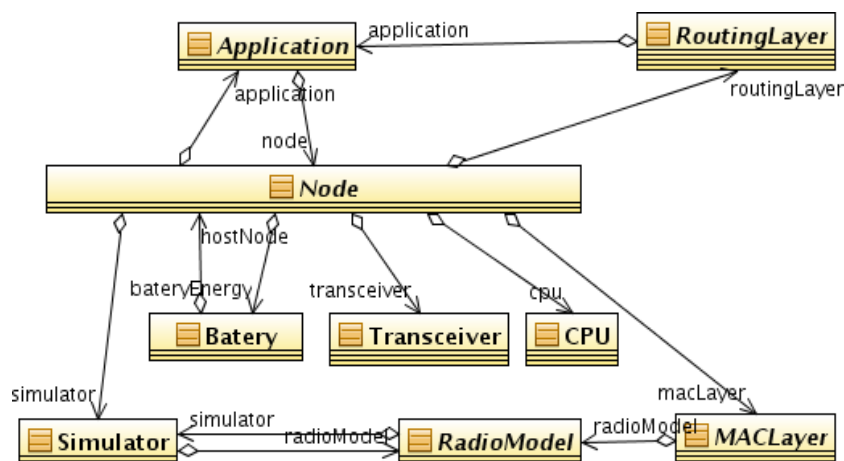 application
Application
RoutingLayer
application
routingLayer
node
Node
hostNode
bateryEnergy
transceiver
cpu
Batery
Transceiver
CPU
simulator
macLayer
simulator
radioModel
radioModel
Simulator
RadioModel
MACLayer